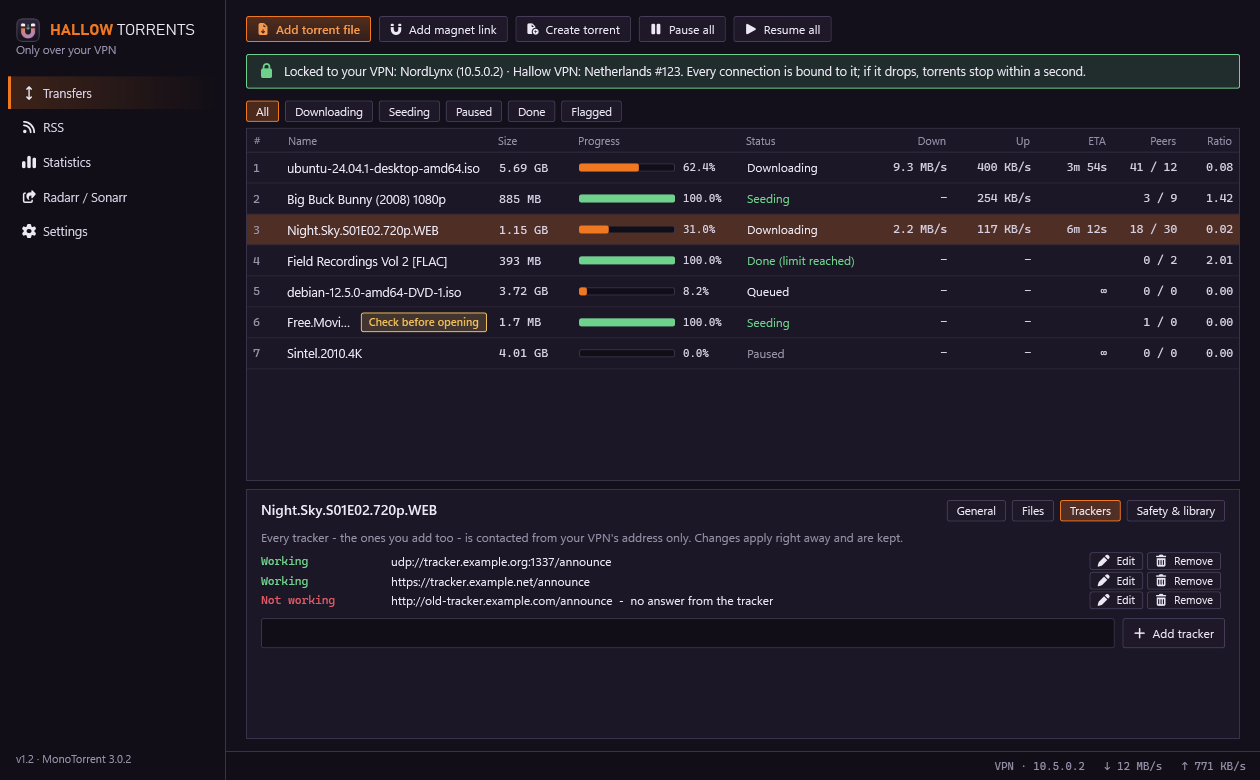 HALLOW TORRENTS
Only over your VPN
Transfers
RSS
Statistics
Radarr / Sonarr
Settings
v1.2 · MonoTorrent 3.0.2
Add torrent file Add magnet link Create torrent Pause all Resume all
Locked to your VPN: NordLynx (10.5.0.2) · Hallow VPN: Netherlands #123. Every connection is bound to it; if it drops, torrents stop within a second.
All Downloading Seeding Paused Done Flagged
# Name Size Progress Status Down Up ETA Peers Ratio
1 ubuntu-24.04.1-desktop-amd64.iso 5.69 GB 62.4% Downloading 9.3 MB/s 400 KB/s 3m 54s 41 / 12 0.08
2 Big Buck Bunny (2008) 1080p 885 MB 100.0% Seeding – 254 KB/s 3 / 9 1.42
3 Night.Sky.S01E02.720p.WEB 1.15 GB 31.0% Downloading 2.2 MB/s 117 KB/s 6m 12s 18 / 30 0.02
4 Field Recordings Vol 2 [FLAC] 393 MB 100.0% Done (limit reached) – – 0 / 2 2.01
5 debian-12.5.0-amd64-DVD-1.iso 3.72 GB 8.2% Queued – – ∞ 0 / 0 0.00
6 Free.Movi... Check before opening 1.7 MB 100.0% Seeding – – 1 / 0 0.00
7 Sintel.2010.4K 4.01 GB 0.0% Paused – – ∞ 0 / 0 0.00
Night.Sky.S01E02.720p.WEB General Files Trackers Safety & library
Every tracker - the ones you add too - is contacted from your VPN's address only. Changes apply right away and are kept.
Working udp://tracker.example.org:1337/announce Edit Remove
Working https://tracker.example.net/announce Edit Remove
Not working http://old-tracker.example.com/announce - no answer from the tracker Edit Remove
+ Add tracker
VPN · 10.5.0.2 ↓ 12 MB/s ↑ 771 KB/s